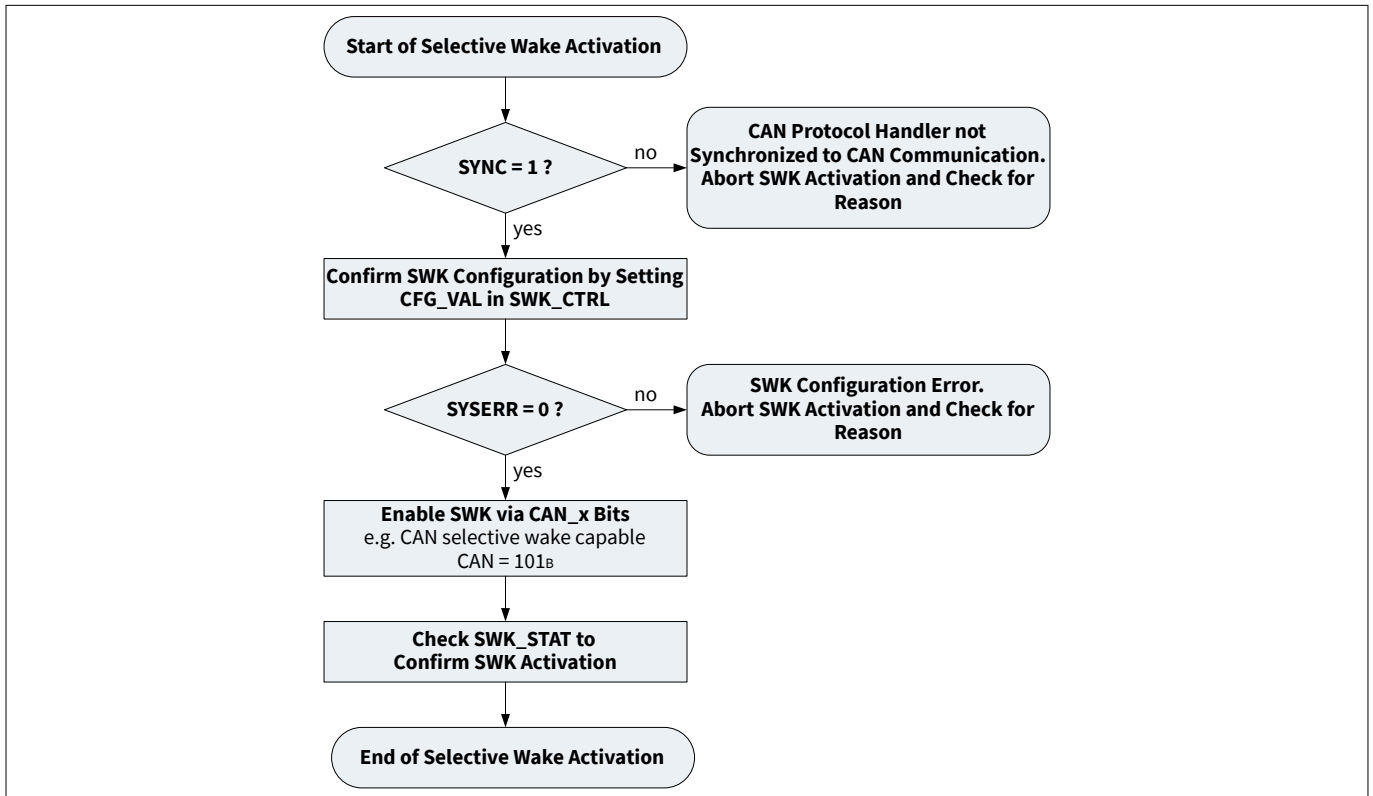 Start of Selective Wake Activation
SYNC = 1 ?
no
CAN Protocol Handler not
Synchronized to CAN Communication.
Abort SWK Activation and Check for
Reason
yes
Confirm SWK Configuration by Setting
CFG_VAL in SWK_CTRL
SYSERR = 0 ?
no
SWK Configuration Error.
Abort SWK Activation and Check for
Reason
yes
Enable SWK via CAN_x Bits
e.g. CAN selective wake capable
CAN = 101B
Check SWK_STAT to
Confirm SWK Activation
End of Selective Wake Activation